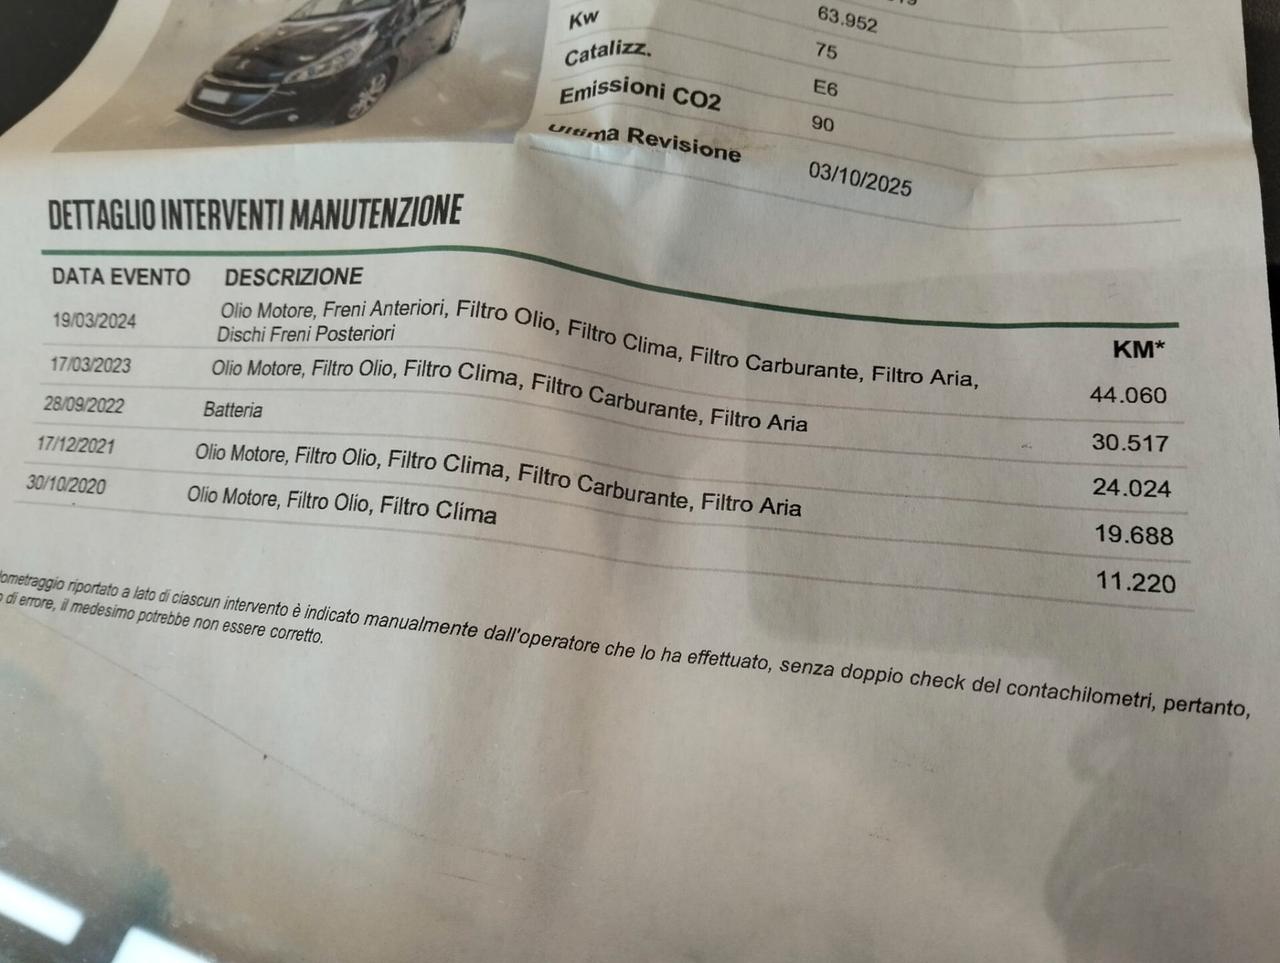 63.952
Kw 75
Catalizz. E6
Emissioni CO2 90
Ultima Revisione 03/10/2025
DETTAGLIO INTERVENTI MANUTENZIONE
DATA EVENTO DESCRIZIONE KM*
19/03/2024 Olio Motore, Freni Anteriori, Filtro Olio, Filtro Clima, Filtro Carburante, Filtro Aria, 44.060
Dischi Freni Posteriori
17/03/2023 Olio Motore, Filtro Olio, Filtro Clima, Filtro Carburante, Filtro Aria 30.517
28/09/2022 Batteria 24.024
17/12/2021 Olio Motore, Filtro Olio, Filtro Clima, Filtro Carburante, Filtro Aria 19.688
30/10/2020 Olio Motore, Filtro Olio, Filtro Clima 11.220
riportato a lato di ciascun intervento è indicato manualmente dall'operatore che lo ha effettuato, senza doppio check del contachilometri, pertanto,
di errore, il medesimo potrebbe non essere corretto.